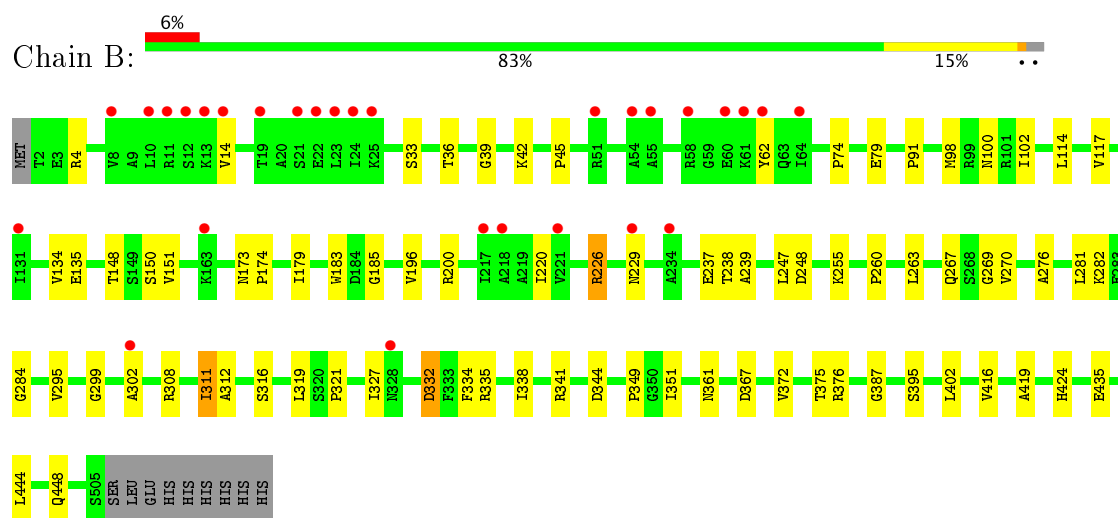 6%
Chain B:
83% 15% • •
MET T2 E3 R4 V8 A9 L10 R11 S12 K13 V14 I19 A20 S21 E22 L23 I24 K25 S33 T36 G39 K42 P45 R51 A54 A55 R58 G59 E60 K61 Y62 Q63 I64 P74 E79 P91 M98 R99 N100 R101 I102 L114 V117
I131 V134 E135 T148 S149 S150 V151 K163 N173 P174 I179 W183 D184 G185 V196 R200 I217 A218 A219 I220 V221 R226 N229 A234 E237 T238 A239 L247 D248 K255 P260 L263 Q267 S268 G269 V270 A276 L281 K282
G284 V295 G299 A302 R308 I311 A312 S316 L319 S320 P321 I327 N328 D332 F333 F334 R335 I338 R341 D344 P349 G350 I351 N361 D367 V372 T375 R376 G387 S395 L402 V416 A419 H424 E435
L444 Q448 S505 SER LEU GLU HIS HIS HIS HIS HIS HIS